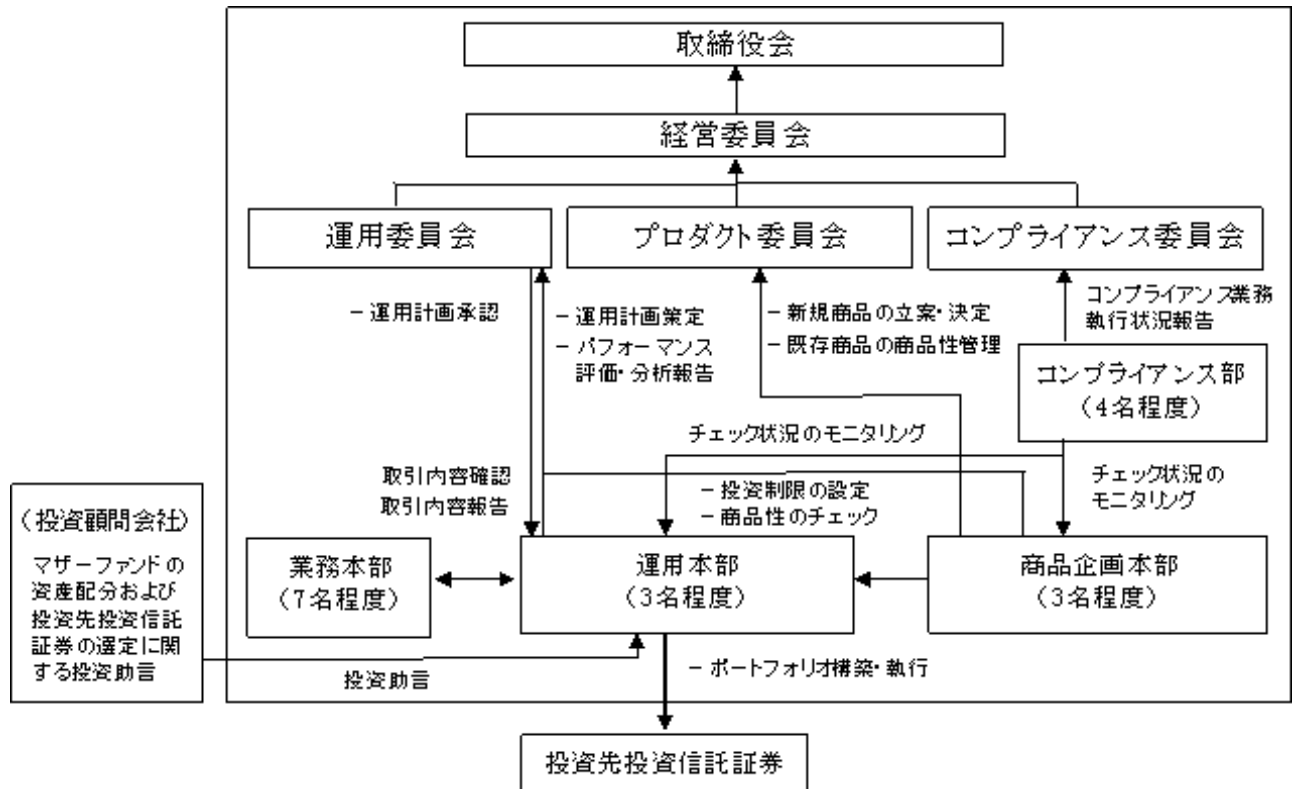 取締役会
経営委員会
運用委員会
プロダクト委員会
コンプライアンス委員会
－運用計画承認
－運用計画策定
－パフォーマンス
評価・分析報告
－新規商品の立案・決定
－既存商品の商品性管理
コンプライアンス業務
執行状況報告
コンプライアンス部
（4名程度）
チェック状況のモニタリング
チェック状況の
モニタリング
取引内容確認
取引内容報告
－投資制限の設定
－商品性のチェック
（投資顧問会社）
マザーファンドの
資産配分および
投資先投資信託
証券の選定に関
する投資助言
業務本部
（7名程度）
運用本部
（3名程度）
商品企画本部
（3名程度）
投資助言
－ポートフォリオ構築・執行
投資先投資信託証券